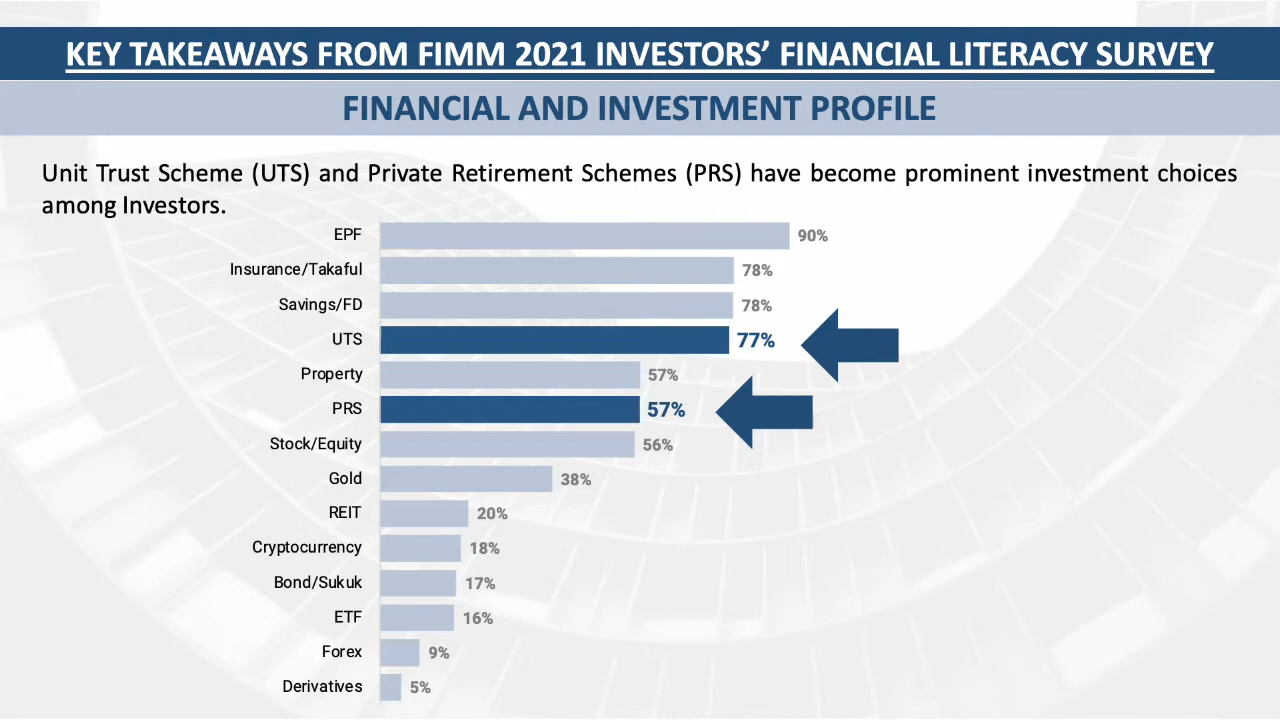 KEY TAKEAWAYS FROM FIMM 2021 INVESTORS’ FINANCIAL LITERACY SURVEY
FINANCIAL AND INVESTMENT PROFILE
Unit Trust Scheme (UTS) and Private Retirement Schemes (PRS) have become prominent investment choices
among Investors.
EPF 90%
Insurance/Takaful 78%
Savings/FD 78%
UTS 77%
Property 57%
PRS 57%
Stock/Equity 56%
Gold 38%
REIT 20%
Cryptocurrency 18%
Bond/Sukuk 17%
ETF 16%
Forex 9%
Derivatives 5%